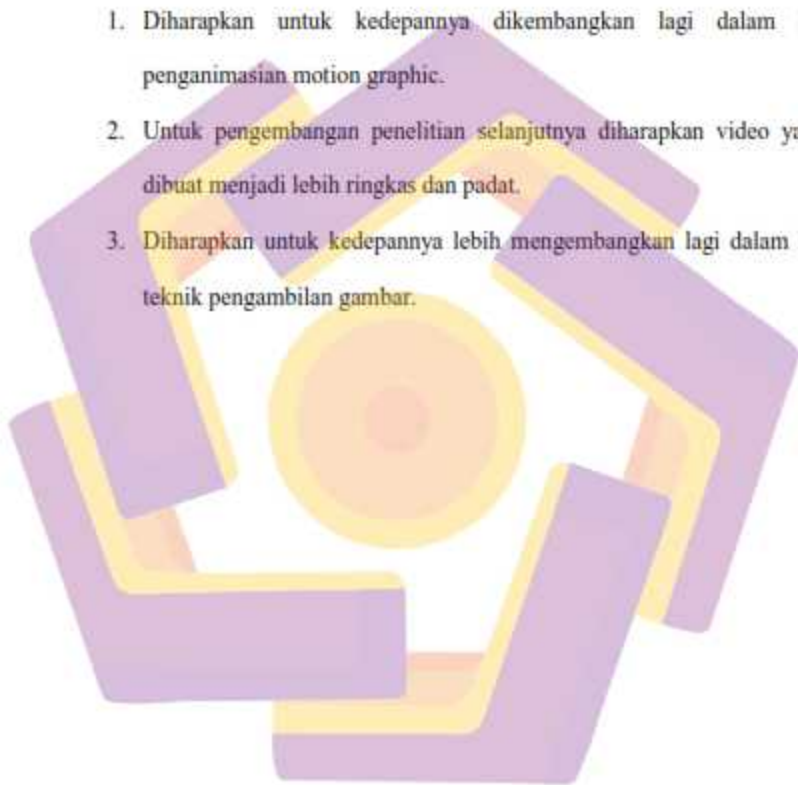 1. Diharapkan untuk kedepannya dikembangkan lagi dalam
penganimasian motion graphic.
2. Untuk pengembangan penelitian selanjutnya diharapkan video
dibuat menjadi lebih ringkas dan padat.
3. Diharapkan untuk kedepannya lebih mengembangkan lagi dalam
teknik pengambilan gambar.